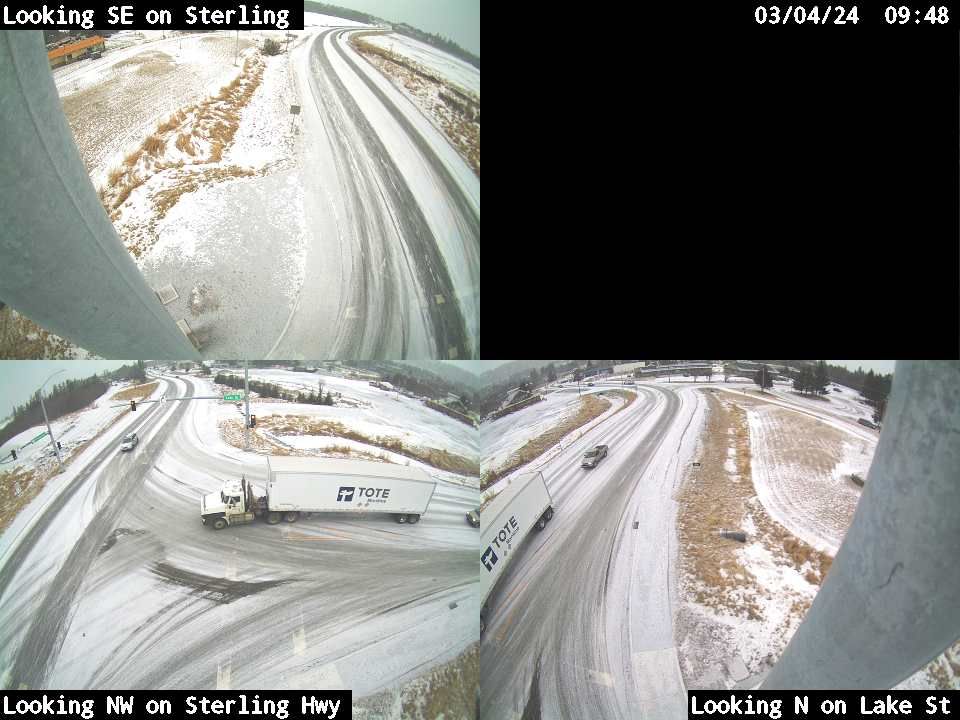 Looking SE on Sterling
03/04/24 09:48
TOTE
Maritime
TOTE
Looking NW on Sterling Hwy
Looking N on Lake St